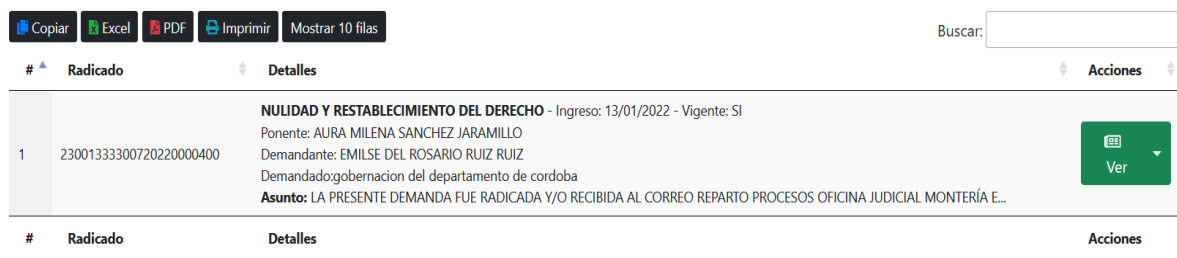 Copiar Excel PDF Imprimir Mostrar 10 filas
Buscar:
# Radicado Detalles Acciones
NULIDAD Y RESTABLECIMIENTO DEL DERECHO - Ingreso: 13/01/2022 - Vigente: SI
Ponente: AURA MILENA SANCHEZ JARAMILLO
1 23001333300720220000400 Demandante: EMILSE DEL ROSARIO RUIZ RUIZ Ver
Demandado:gobernacion del departamento de cordoba
Asunto: LA PRESENTE DEMANDA FUE RADICADA Y/O RECIBIDA AL CORREO REPARTO PROCESOS OFICINA JUDICIAL MONTERÍA E...
# Radicado Detalles Acciones